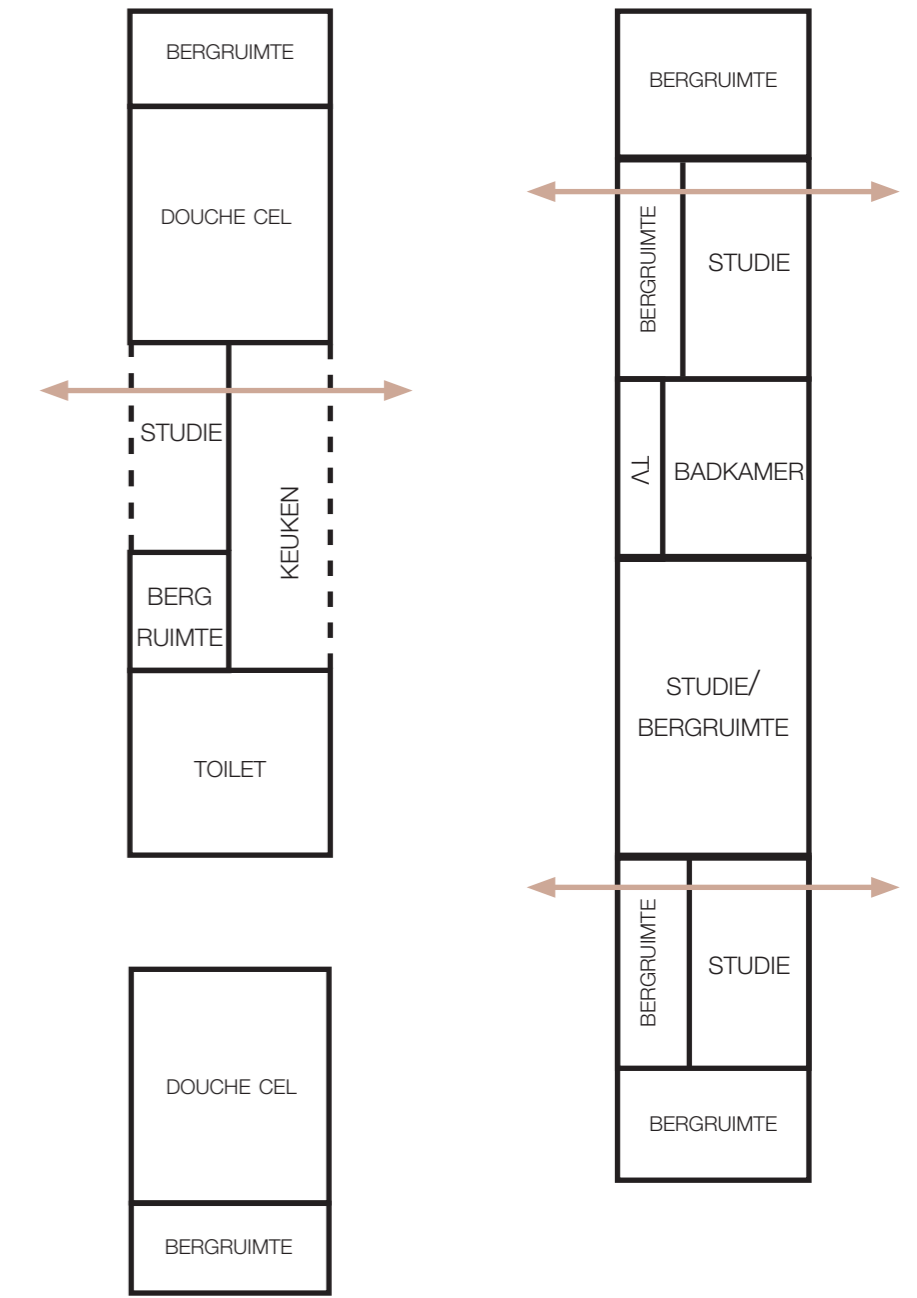 BERGRUIMTE
DOUCHE CEL
STUDIE
KEUKEN
BERG
RUIMTE
TOILET
DOUCHE CEL
BERGRUIMTE
BERGRUIMTE
BERGRUIMTE
STUDIE
TV
BADKAMER
STUDIE/
BERGRUIMTE
BERGRUIMTE
STUDIE
BERGRUIMTE